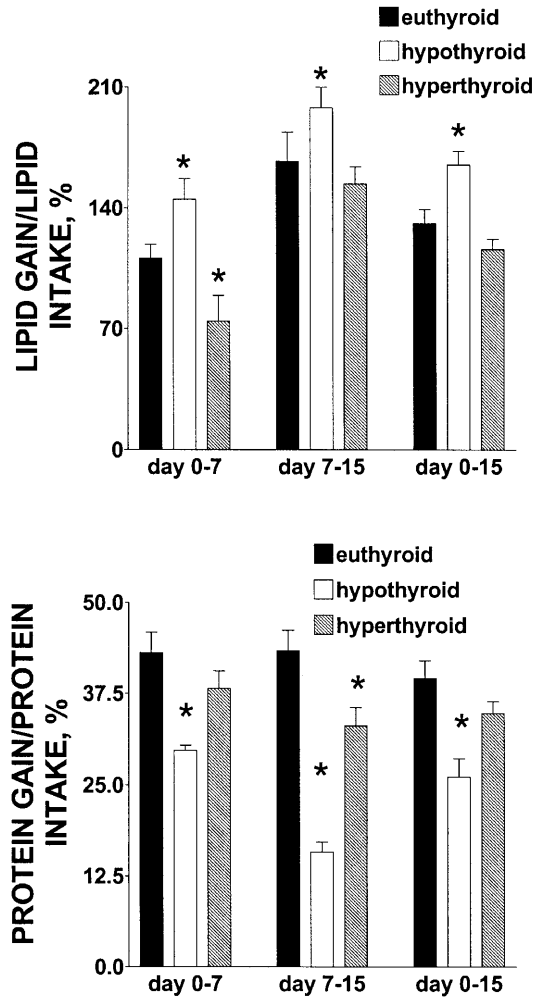 euthyroid
hypothyroid
hyperthyroid
LIPID GAIN/LIPID
INTAKE, %
210
140
70
0
*
*
*
*
day 0-7
day 7-15
day 0-15
euthyroid
hypothyroid
hyperthyroid
PROTEIN GAIN/PROTEIN
INTAKE, %
50.0
37.5
25.0
12.5
0.0
*
*
*
*
day 0-7
day 7-15
day 0-15